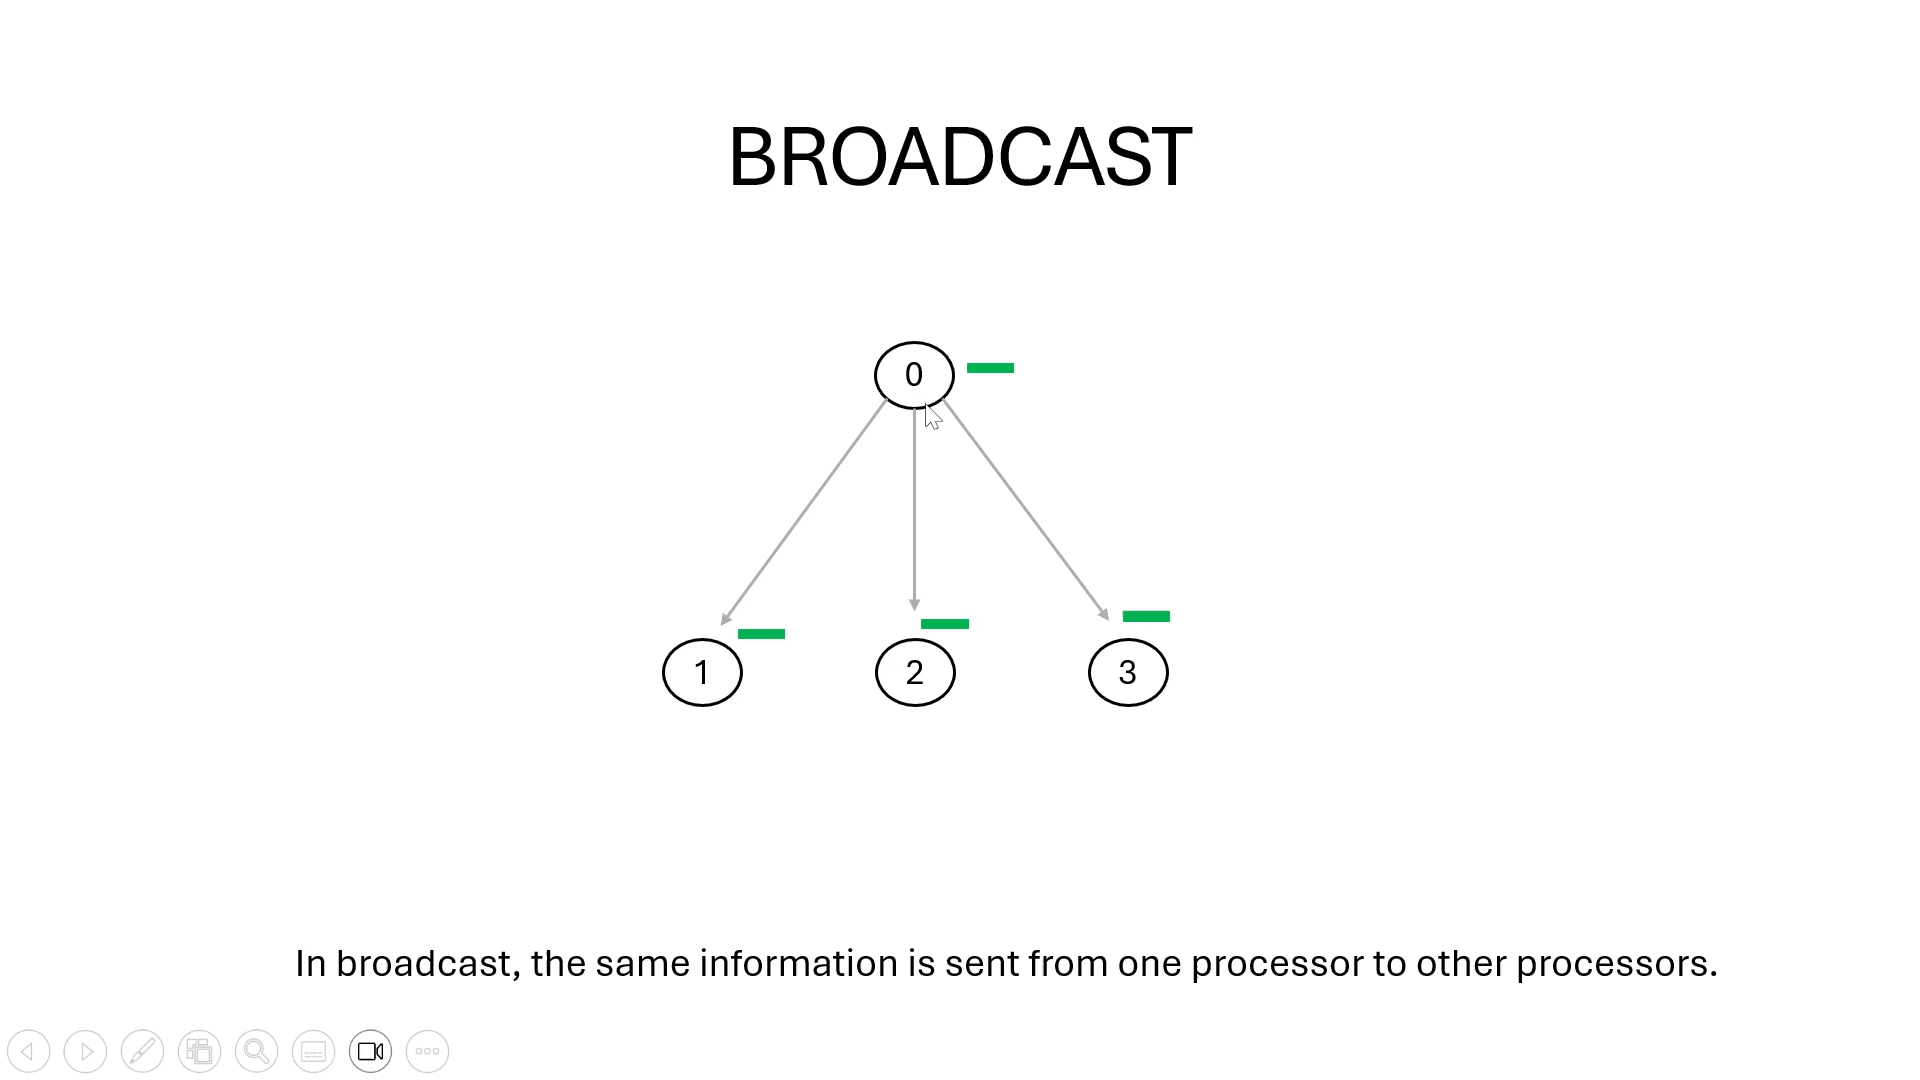 BROADCAST
0
1
2
3
In broadcast, the same information is sent from one processor to other processors.